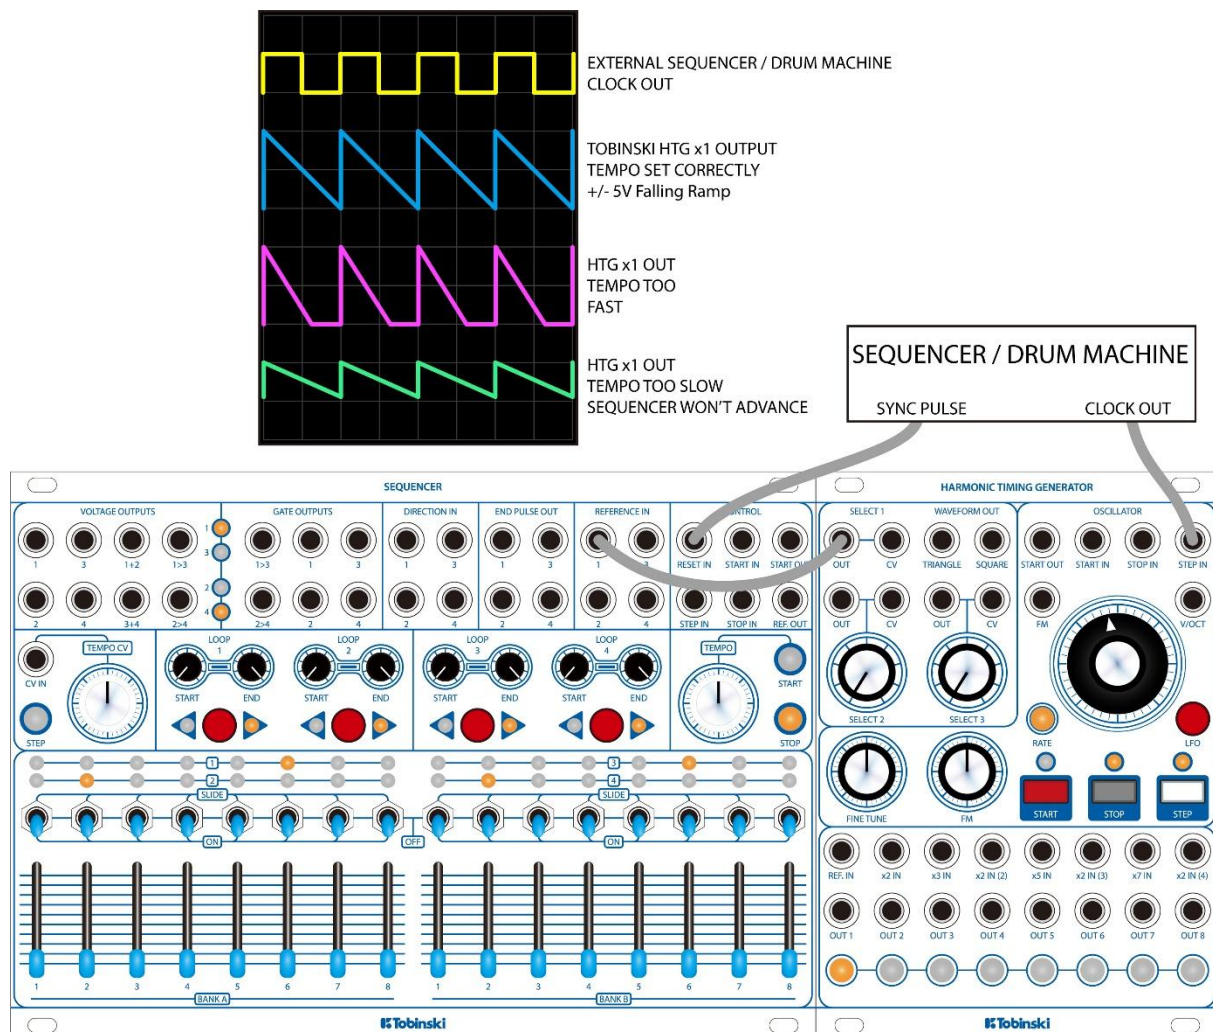 EXTERNAL SEQUENCER / DRUM MACHINE
CLOCK OUT
TOBINSKI HTG x1 OUTPUT
TEMPO SET CORRECTLY
+/- 5V Falling Ramp
HTG x1 OUT
TEMPO TOO
FAST
HTG x1 OUT
TEMPO TOO SLOW
SEQUENCER WON'T ADVANCE
SEQUENCER / DRUM MACHINE
SYNC PULSE CLOCK OUT
SEQUENCER
VOLTAGE OUTPUTS GATE OUTPUTS DIRECTION IN END PULSE OUT REFERENCE IN
1
3
1 3 1+2 1>3 1>3 1 3 1 3 1 3 1 3 RESET IN START IN START OUT
2
4
2 4 3+4 2>4 2>4 2 4 2 4 2 4 2 4 STEP IN STOP IN REF. OUT
TEMPO CV LOOP LOOP LOOP LOOP TEMPO
1 2 3 4
CV IN START END START END START END START END START
STEP STOP
1 3
2 4
SLIDE SLIDE
ON OFF ON
1 2 3 4 5 6 7 8 1 2 3 4 5 6 7 8
BANK A BANK B
Tobinski
HARMONIC TIMING GENERATOR
SELECT 1 WAVEFORM OUT OSCILLATOR
OUT CV TRIANGLE SQUARE START OUT START IN STOP IN STEP IN
OUT CV OUT CV FM V/OCT
SELECT 2 SELECT 3
RATE LFO
FINE TUNE FM START STOP STEP
REF. IN x2 IN x3 IN x2 IN (2) x5 IN x2 IN (3) x7 IN x2 IN (4)
OUT 1 OUT 2 OUT 3 OUT 4 OUT 5 OUT 6 OUT 7 OUT 8
Tobinski